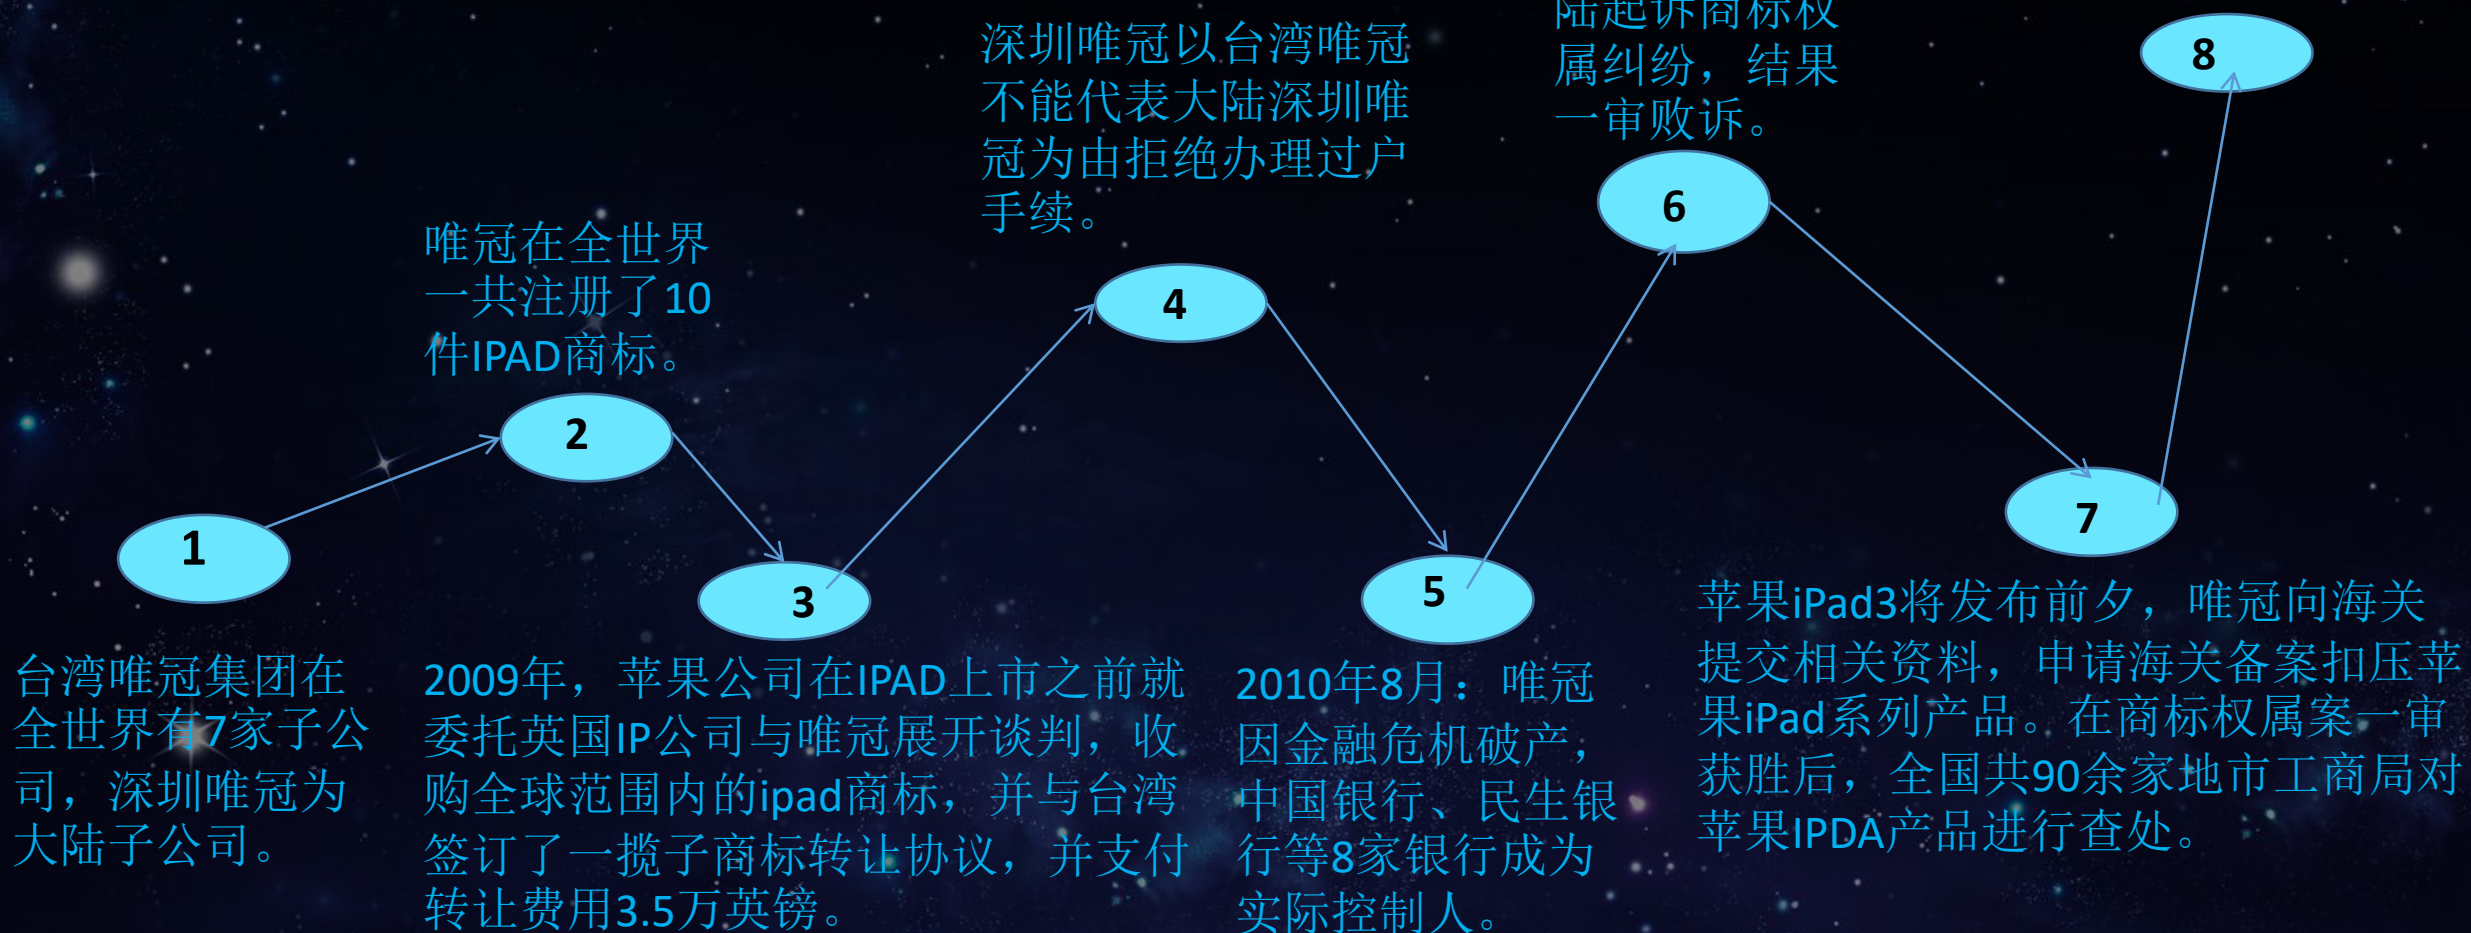 1
台湾唯冠集团在
全世界有7家子公
司，深圳唯冠为
大陆子公司。
唯冠在全世界
一共注册了10
件IPAD商标。
2
3
2009年，苹果公司在IPAD上市之前就
委托英国IP公司与唯冠展开谈判，收
购全球范围内的ipad商标，并与台湾
签订了一揽子商标转让协议，并支付
转让费用3.5万英镑。
深圳唯冠以台湾唯冠
不能代表大陆深圳唯
冠为由拒绝办理过户
手续。
4
5
2010年8月：唯冠
因金融危机破产，
中国银行、民生银
行等8家银行成为
实际控制人。
陆起诉商标权
属纠纷，结果
一审败诉。
6
7
苹果iPad3将发布前夕，唯冠向海关
提交相关资料，申请海关备案扣压苹
果iPad系列产品。在商标权属案一审
获胜后，全国共90余家地市工商局对
苹果IPDA产品进行查处。
8